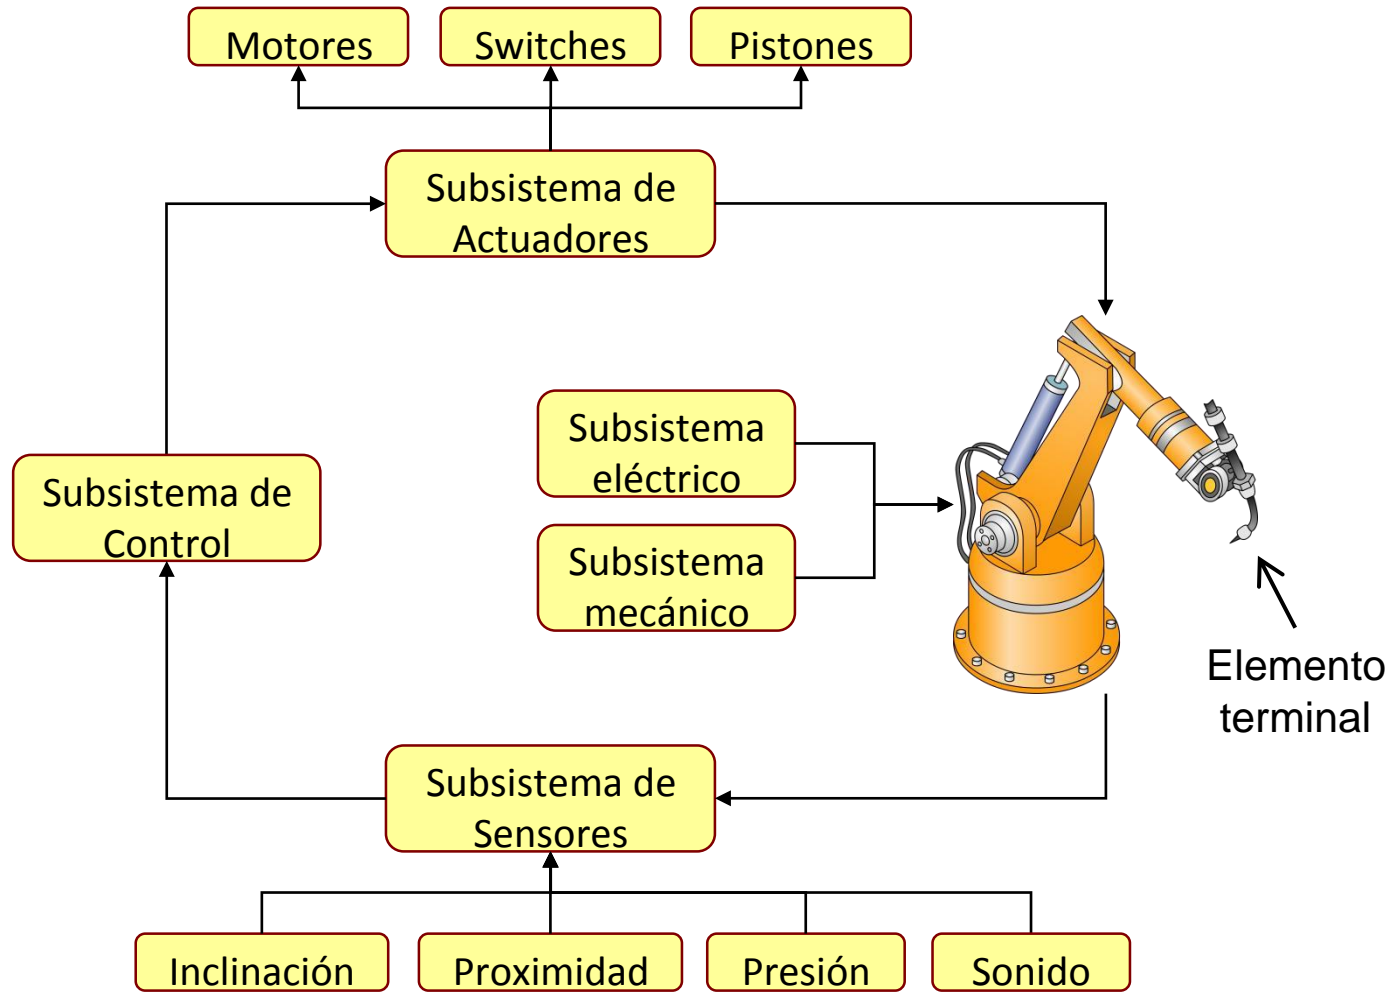 Motores
Switches
Pistones
Subsistema de
Actuadores
Subsistema
eléctrico
Subsistema de
Control
Subsistema
mecánico
Elemento
terminal
Subsistema de
Sensores
Inclinación
Proximidad
Presión
Sonido